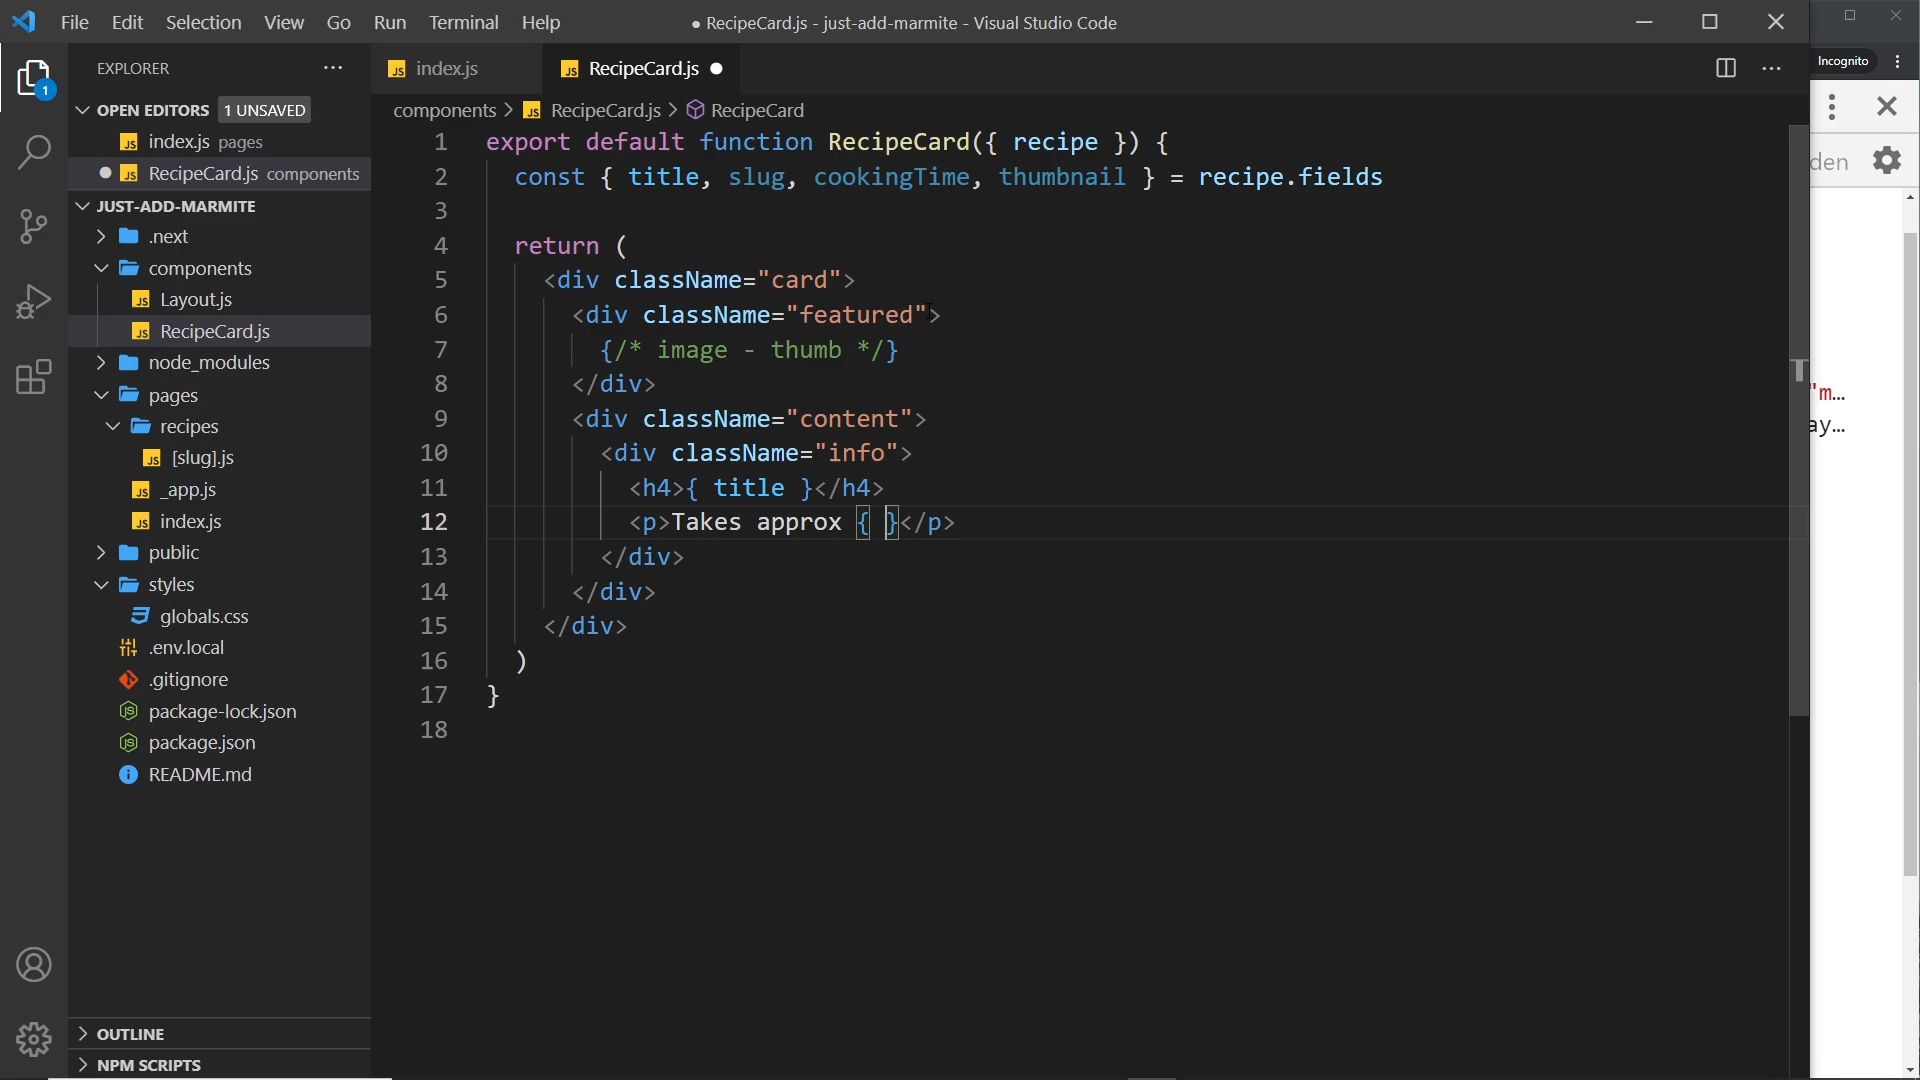 File Edit Selection View Go Run Terminal Help
● RecipeCard.js - just-add-marmite - Visual Studio Code
Incognito
EXPLORER
OPEN EDITORS 1 UNSAVED
index.js pages
RecipeCard.js components
JUST-ADD-MARMITE
.next
components
Layout.js
RecipeCard.js
node_modules
pages
recipes
[slug].js
_app.js
index.js
public
styles
globals.css
.env.local
.gitignore
package-lock.json
package.json
README.md
OUTLINE
NPM SCRIPTS
1
index.js
RecipeCard.js
components > RecipeCard.js > RecipeCard
1 export default function RecipeCard({ recipe }) {
2 const { title, slug, cookingTime, thumbnail } = recipe.fields
3
4 return (
5 <div className="card">
6 <div className="featured">
7 {/* image - thumb */}
8 </div>
9 <div className="content">
10 <div className="info">
11 <h4>{ title }</h4>
12 <p>Takes approx { }</p>
13 </div>
14 </div>
15 </div>
16 )
17 }
18
den
"m…
ay…